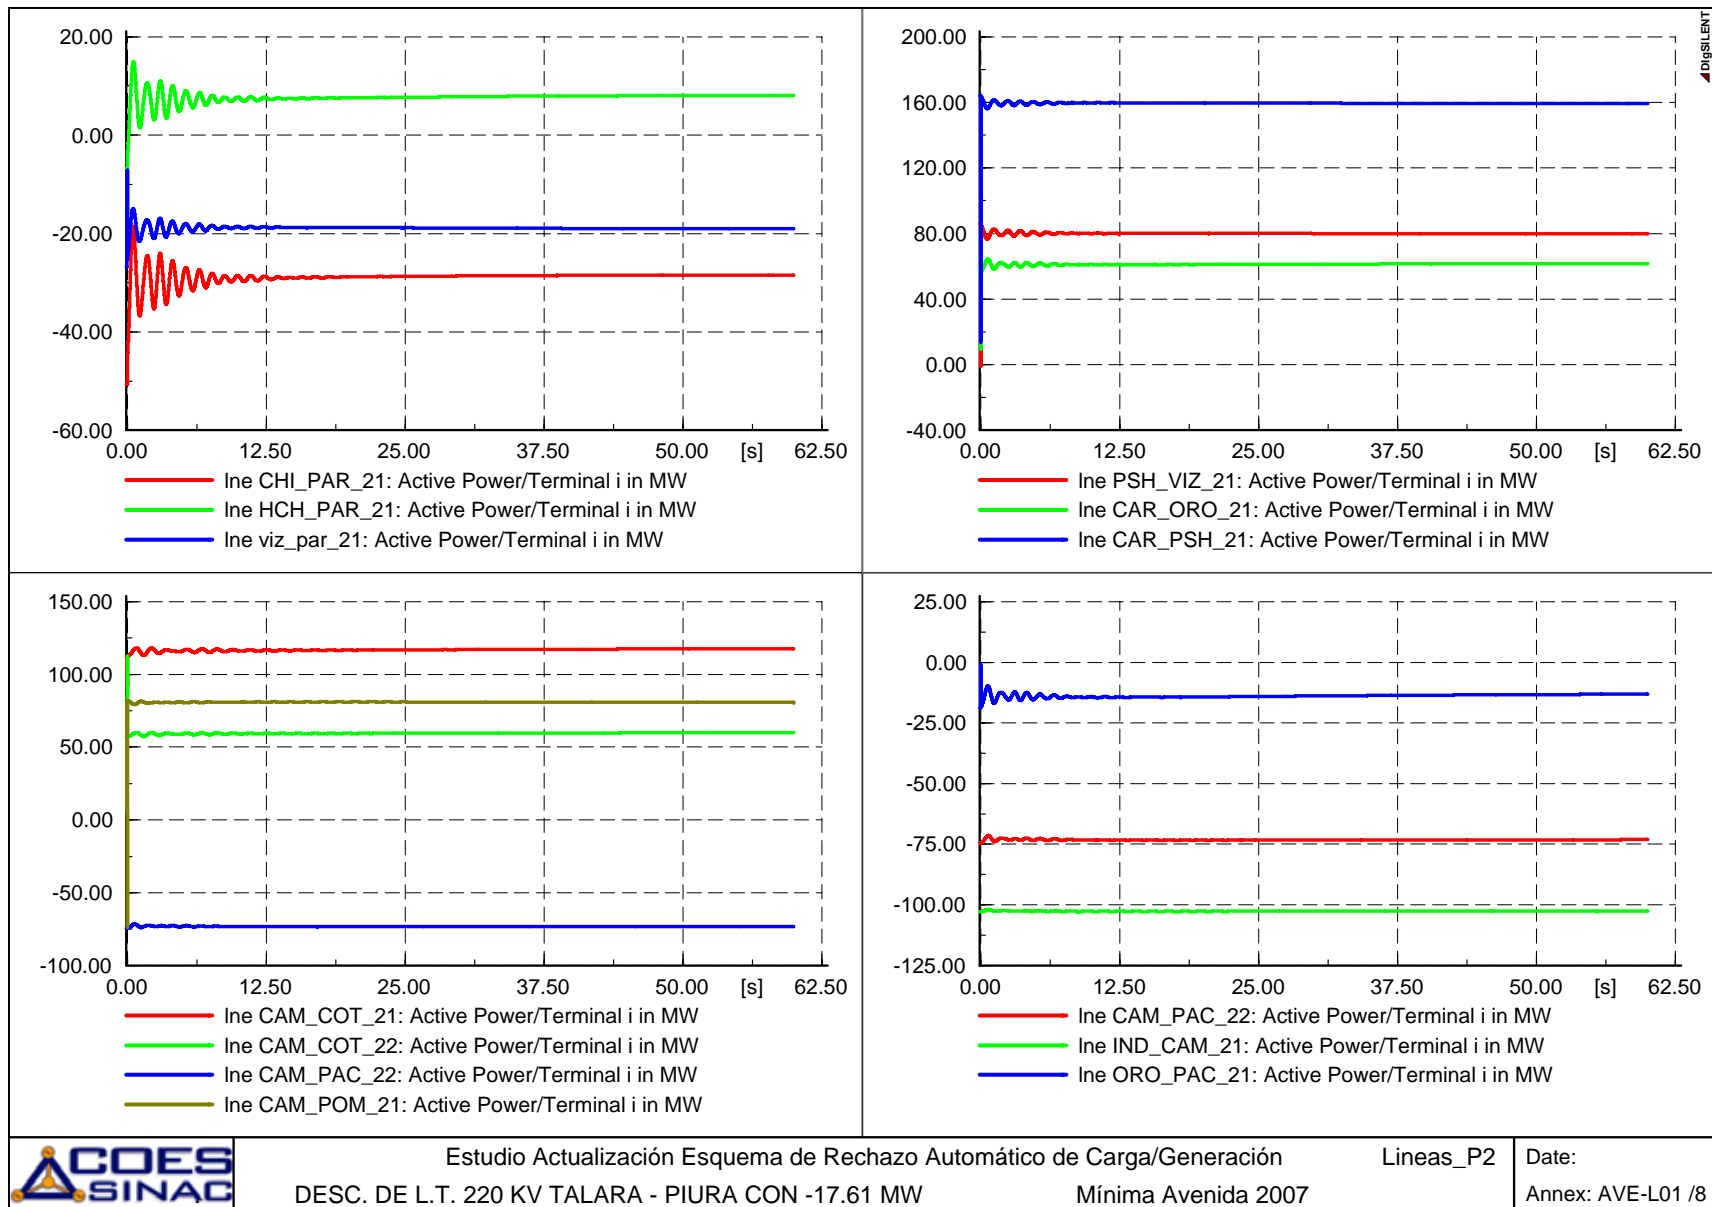 20.00
0.00
-20.00
-40.00
-60.00
0.00 12.50 25.00 37.50 50.00 [s] 62.50
lne CHI_PAR_21: Active Power/Terminal i in MW
lne HCH_PAR_21: Active Power/Terminal i in MW
lne viz_par_21: Active Power/Terminal i in MW
200.00
160.00
120.00
80.00
40.00
0.00
-40.00
0.00 12.50 25.00 37.50 50.00 [s] 62.50
lne PSH_VIZ_21: Active Power/Terminal i in MW
lne CAR_ORO_21: Active Power/Terminal i in MW
lne CAR_PSH_21: Active Power/Terminal i in MW
DIgSILENT
150.00
100.00
50.00
0.00
-50.00
-100.00
0.00 12.50 25.00 37.50 50.00 [s] 62.50
lne CAM_COT_21: Active Power/Terminal i in MW
lne CAM_COT_22: Active Power/Terminal i in MW
lne CAM_PAC_22: Active Power/Terminal i in MW
lne CAM_POM_21: Active Power/Terminal i in MW
25.00
0.00
-25.00
-50.00
-75.00
-100.00
-125.00
0.00 12.50 25.00 37.50 50.00 [s] 62.50
lne CAM_PAC_22: Active Power/Terminal i in MW
lne IND_CAM_21: Active Power/Terminal i in MW
lne ORO_PAC_21: Active Power/Terminal i in MW
COES
SINAC
Estudio Actualización Esquema de Rechazo Automático de Carga/Generación Lineas_P2
DESC. DE L.T. 220 KV TALARA - PIURA CON -17.61 MW Mínima Avenida 2007
Date:
Annex: AVE-L01 /8